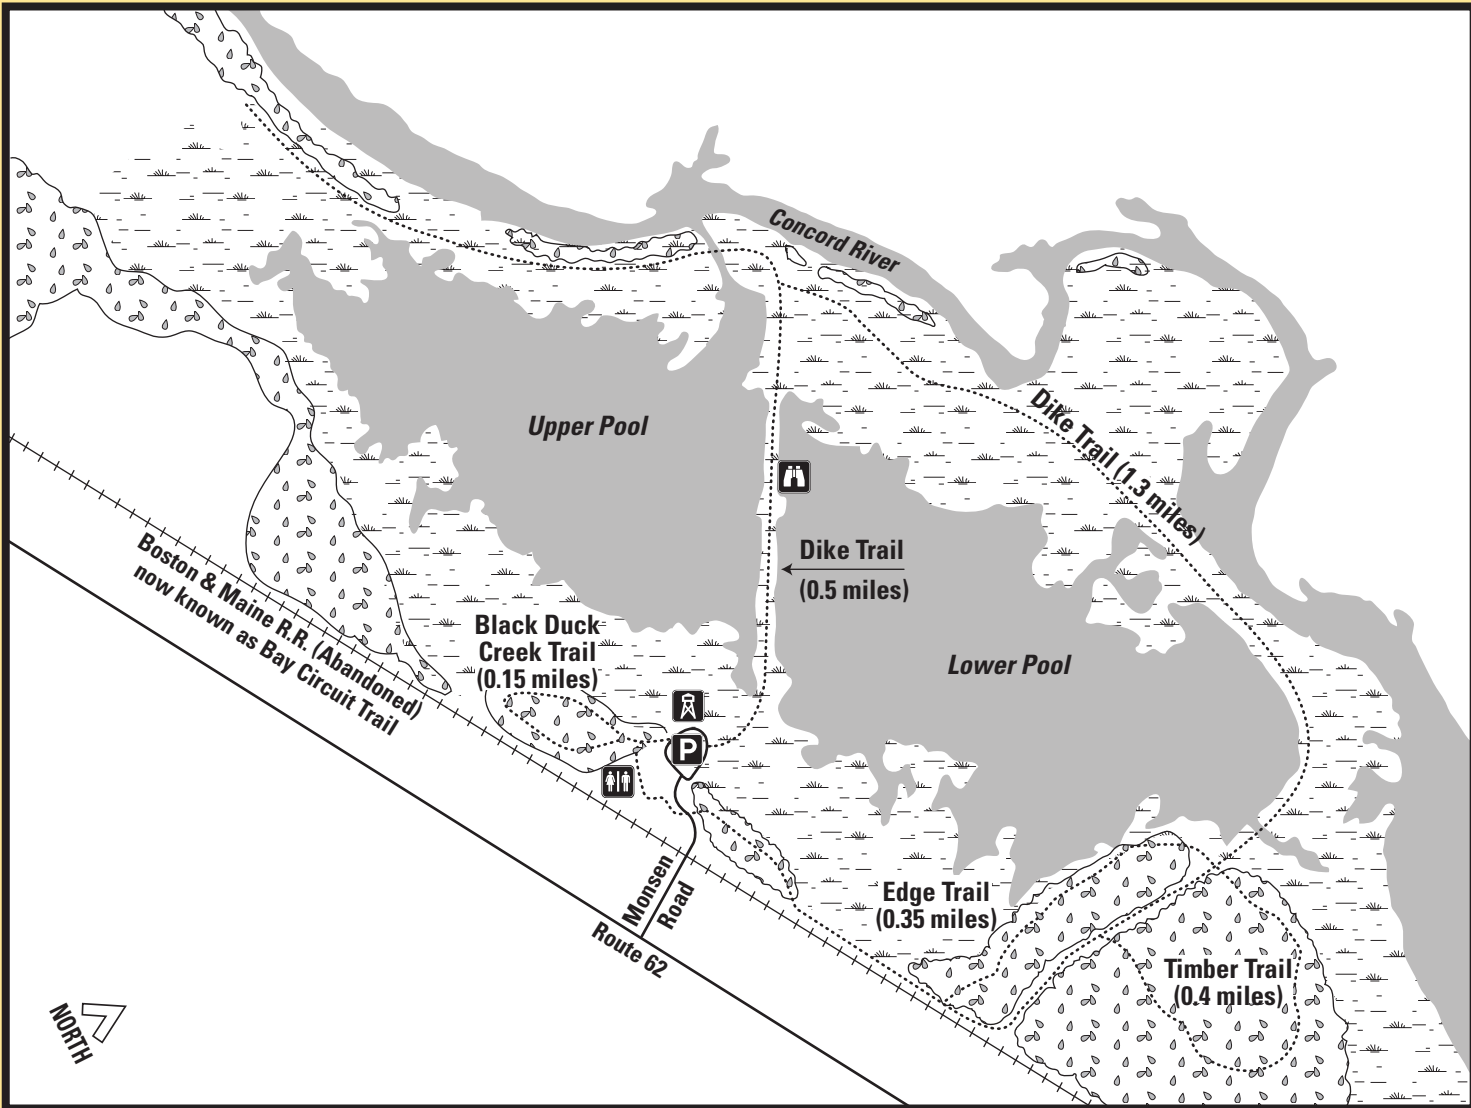 Concord River
Upper Pool
Dike Trail (1.3 miles)
Dike Trail
(0.5 miles)
Boston & Maine R.R. (Abandoned)
now known as Bay Circuit Trail
Black Duck
Creek Trail
(0.15 miles)
Lower Pool
P
Monsen
Road
Route 62
Edge Trail
(0.35 miles)
Timber Trail
(0.4 miles)
NORTH